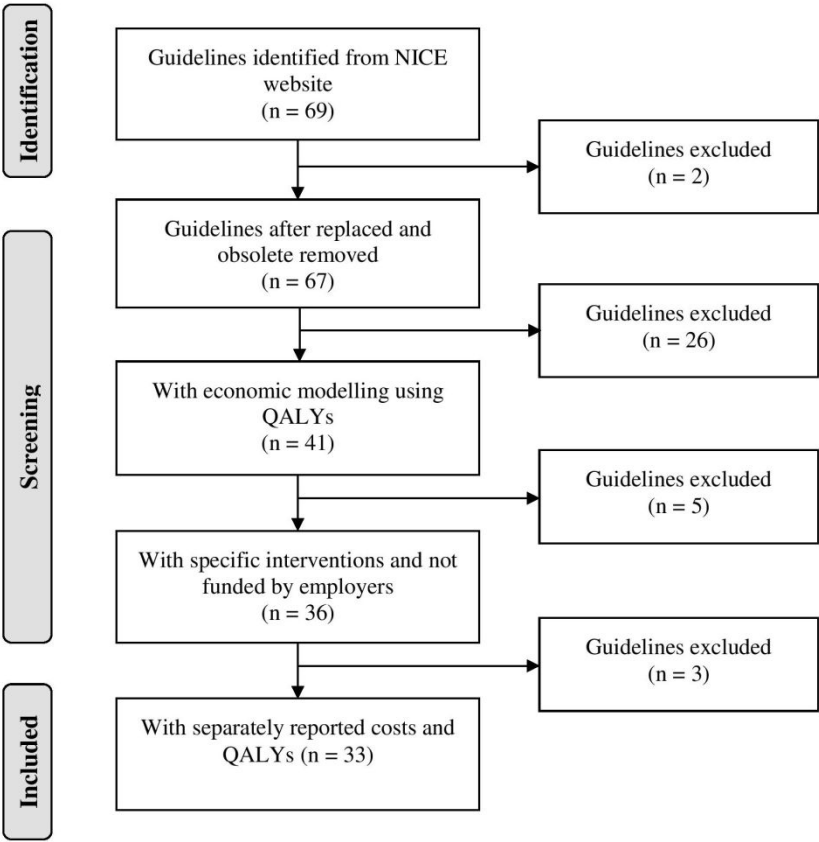 Identification
Guidelines identified from NICE
website
(n = 69)
Guidelines excluded
(n = 2)
Screening
Guidelines after replaced and
obsolete removed
(n = 67)
Guidelines excluded
(n = 26)
With economic modelling using
QALYs
(n = 41)
Guidelines excluded
(n = 5)
With specific interventions and not
funded by employers
(n = 36)
Guidelines excluded
(n = 3)
Included
With separately reported costs and
QALYs (n = 33)